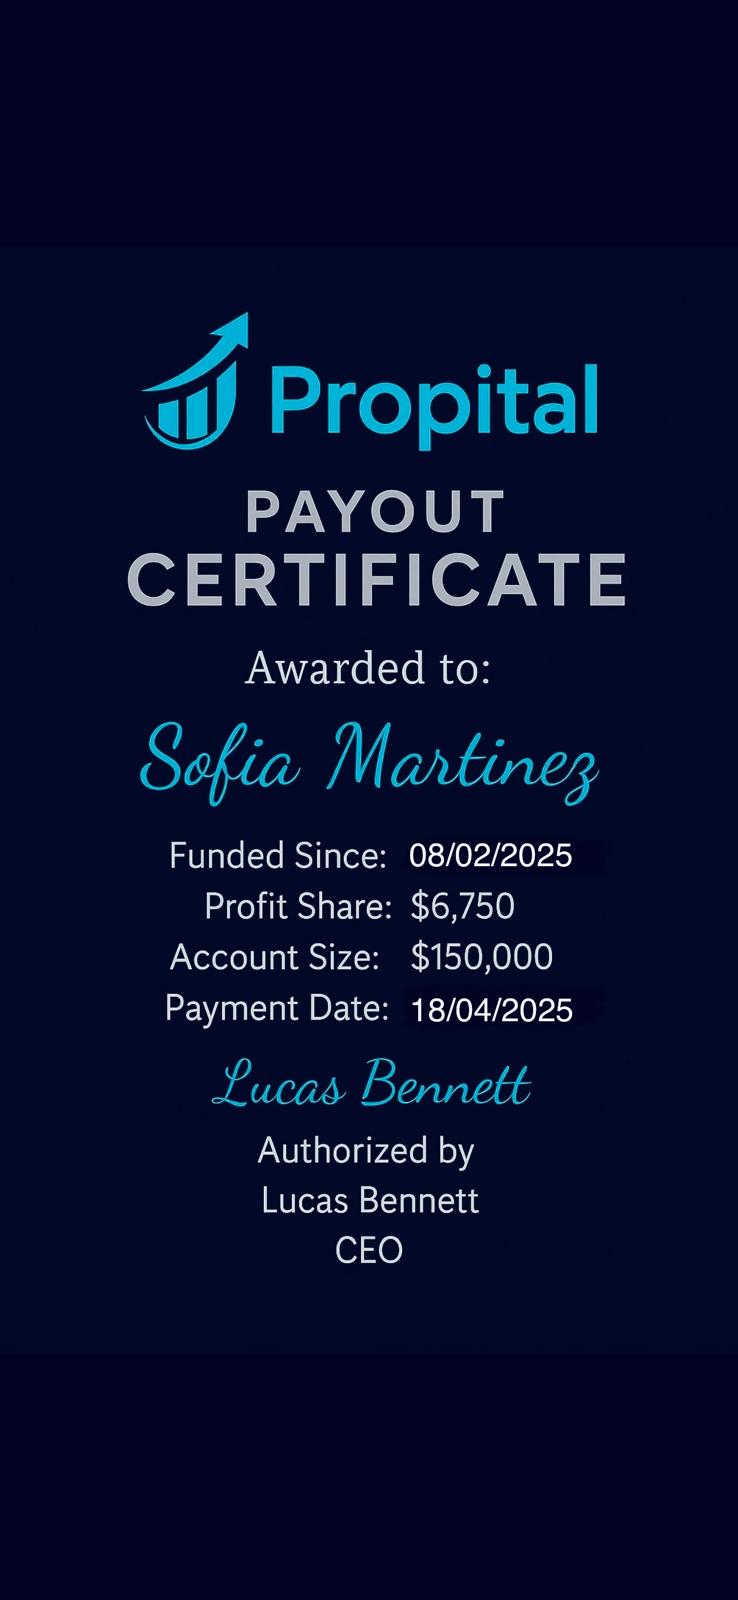 Propital
PAYOUT
CERTIFICATE
Awarded to:
Sofia Martinez
Funded Since: 08/02/2025
Profit Share: $6,750
Account Size: $150,000
Payment Date: 18/04/2025
Lucas Bennett
Authorized by
Lucas Bennett
CEO